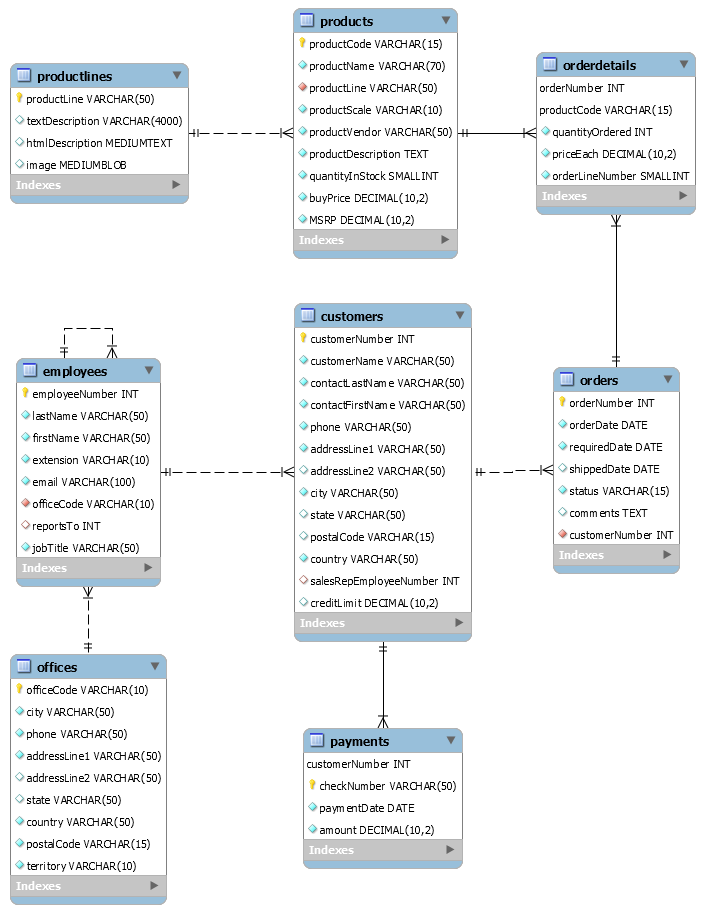 productlines
productLine VARCHAR(50)
textDescription VARCHAR(4000)
htmlDescription MEDIUMTEXT
image MEDIUMBLOB
Indexes
products
productCode VARCHAR(15)
productName VARCHAR(70)
productLine VARCHAR(50)
productScale VARCHAR(10)
productVendor VARCHAR(50)
productDescription TEXT
quantityInStock SMALLINT
buyPrice DECIMAL(10,2)
MSRP DECIMAL(10,2)
Indexes
orderdetails
orderNumber INT
productCode VARCHAR(15)
quantityOrdered INT
priceEach DECIMAL(10,2)
orderLineNumber SMALLINT
Indexes
employees
employeeNumber INT
lastName VARCHAR(50)
firstName VARCHAR(50)
extension VARCHAR(10)
email VARCHAR(100)
officeCode VARCHAR(10)
reportsTo INT
jobTitle VARCHAR(50)
Indexes
customers
customerNumber INT
customerName VARCHAR(50)
contactLastName VARCHAR(50)
contactFirstName VARCHAR(50)
phone VARCHAR(50)
addressLine1 VARCHAR(50)
addressLine2 VARCHAR(50)
city VARCHAR(50)
state VARCHAR(50)
postalCode VARCHAR(15)
country VARCHAR(50)
salesRepEmployeeNumber INT
creditLimit DECIMAL(10,2)
Indexes
orders
orderNumber INT
orderDate DATE
requiredDate DATE
shippedDate DATE
status VARCHAR(15)
comments TEXT
customerNumber INT
Indexes
offices
officeCode VARCHAR(10)
city VARCHAR(50)
phone VARCHAR(50)
addressLine1 VARCHAR(50)
addressLine2 VARCHAR(50)
state VARCHAR(50)
country VARCHAR(50)
postalCode VARCHAR(15)
territory VARCHAR(10)
Indexes
payments
customerNumber INT
checkNumber VARCHAR(50)
paymentDate DATE
amount DECIMAL(10,2)
Indexes